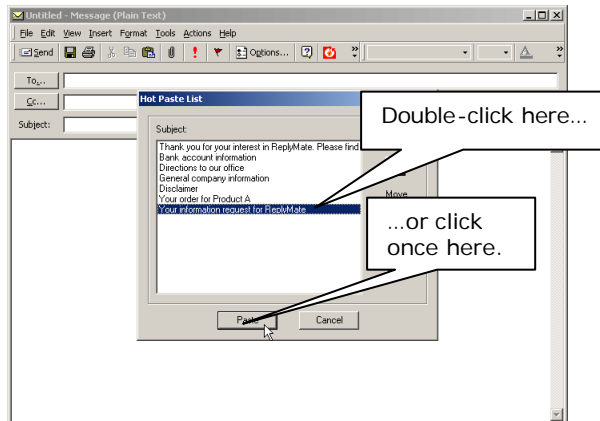 Untitled - Message (Plain Text)
File Edit View Insert Format Tools Actions Help
Send Options...
To...
Cc...
Subject:
Hot Paste List
Subject:
Thank you for your interest in ReplyMate. Please find
Bank account information
Directions to our office
General company information
Disclaimer
Your order for Product A
Your information request for ReplyMate
Move
Double-click here...
...or click
once here.
Paste Cancel